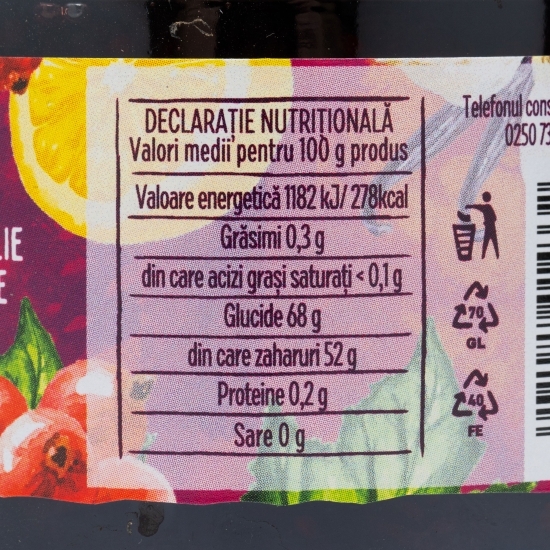 DECLARAȚIE NUTRIȚIONALĂ
Valori medii pentru 100 g produs
Valoare energetică 1182 kJ/ 278kcal
Grăsimi 0,3 g
din care acizi grași saturați < 0,1 g
Glucide 68 g
din care zaharuri 52 g
Proteine 0,2 g
Sare 0 g
Telefonul cons
0250 73
70
GL
40
FE
LIE
E